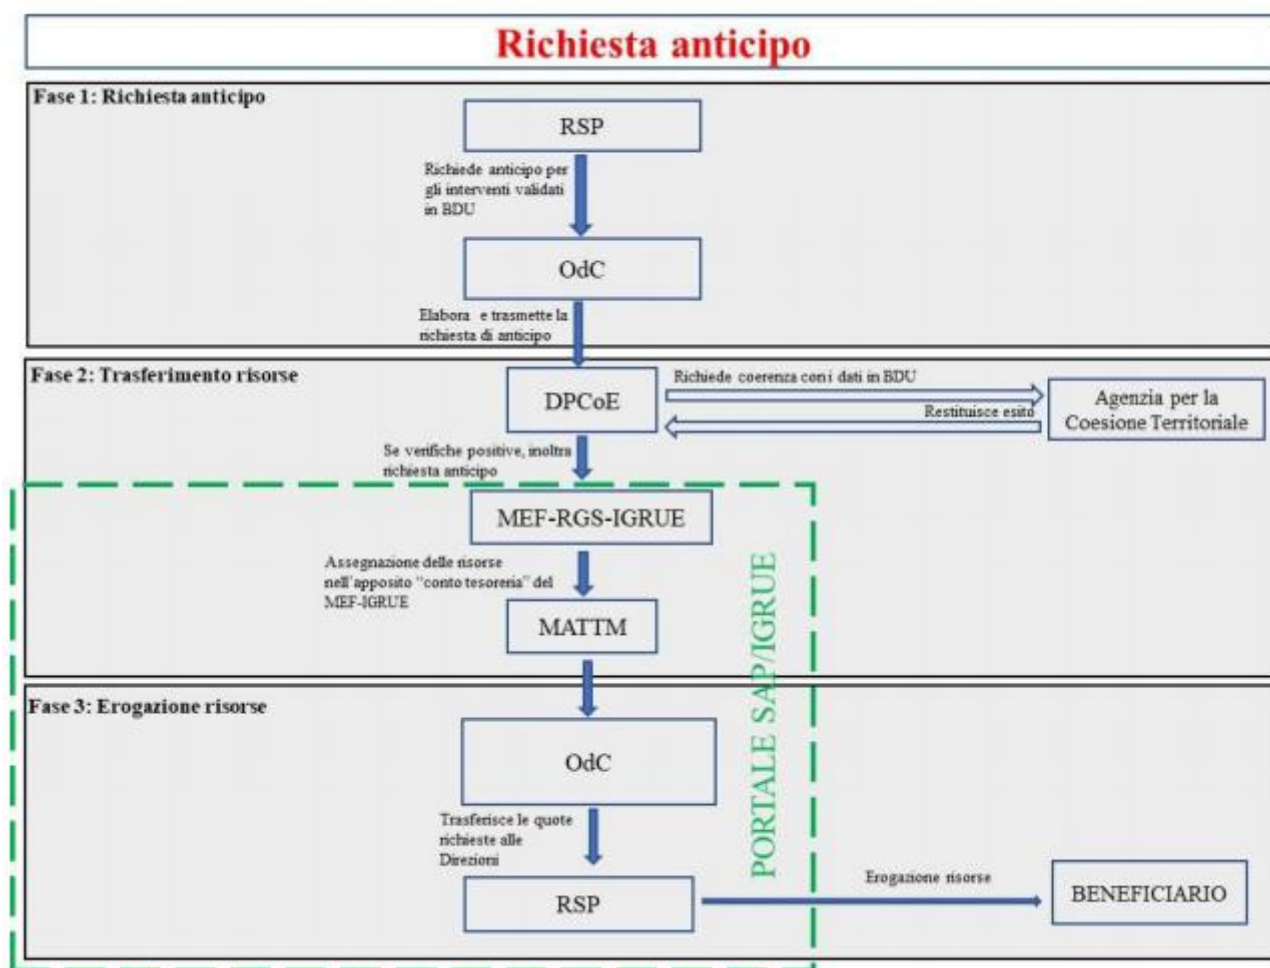 Richiesta anticipo
Fase 1: Richiesta anticipo
RSP
Richiede anticipo per
gli interventi validati
in BDU
OdC
Elabora e trasmette la
richiesta di anticipo
Fase 2: Trasferimento risorse
DPCoE
Richiede coerenza con i dati in BDU
Restituisce esito
Agenzia per la
Coesione Territoriale
Se verifiche positive, inoltra
richiesta anticipo
MEF-RGS-IGRUE
Assegnazione delle risorse
nell'apposito “conto tesoreria” del
MEF-IGRUE
MATTM
PORTALE SAP/IGRUE
Fase 3: Erogazione risorse
OdC
Trasferisce le quote
richieste alle
Direzioni
RSP
Erogazione risorse
BENEFICIARIO